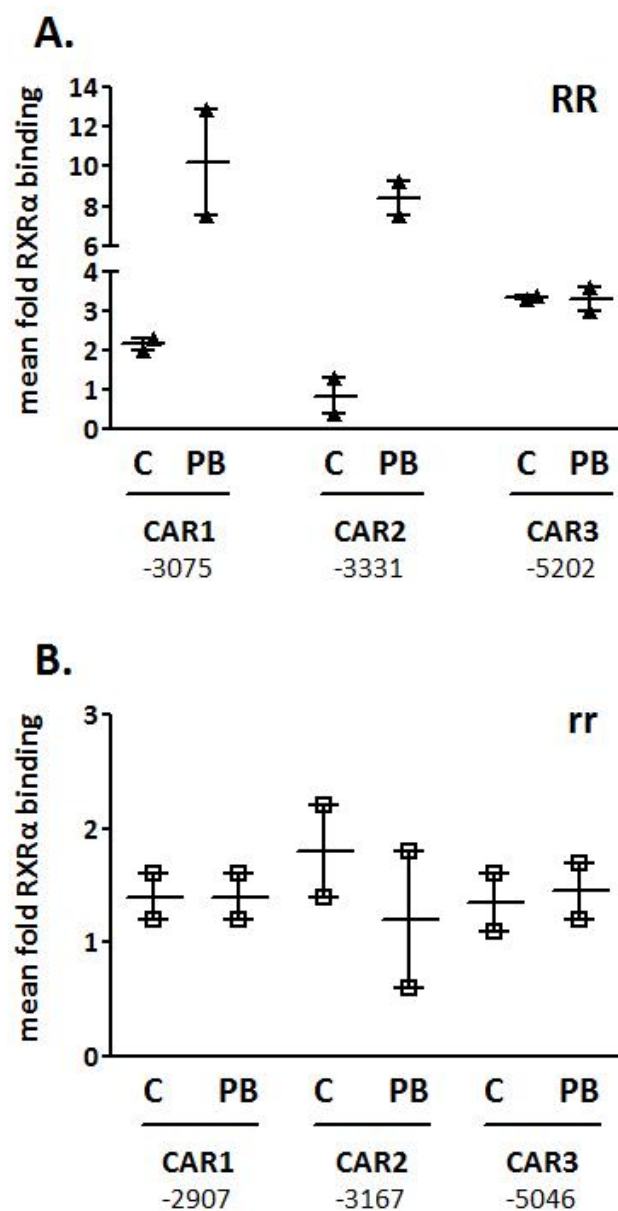 A.
RR
mean fold RXRα binding
14
12
10
8
6
4
3
2
1
0
C PB C PB C PB
CAR1 CAR2 CAR3
-3075 -3331 -5202
B.
rr
mean fold RXRα binding
3
2
1
0
C PB C PB C PB
CAR1 CAR2 CAR3
-2907 -3167 -5046